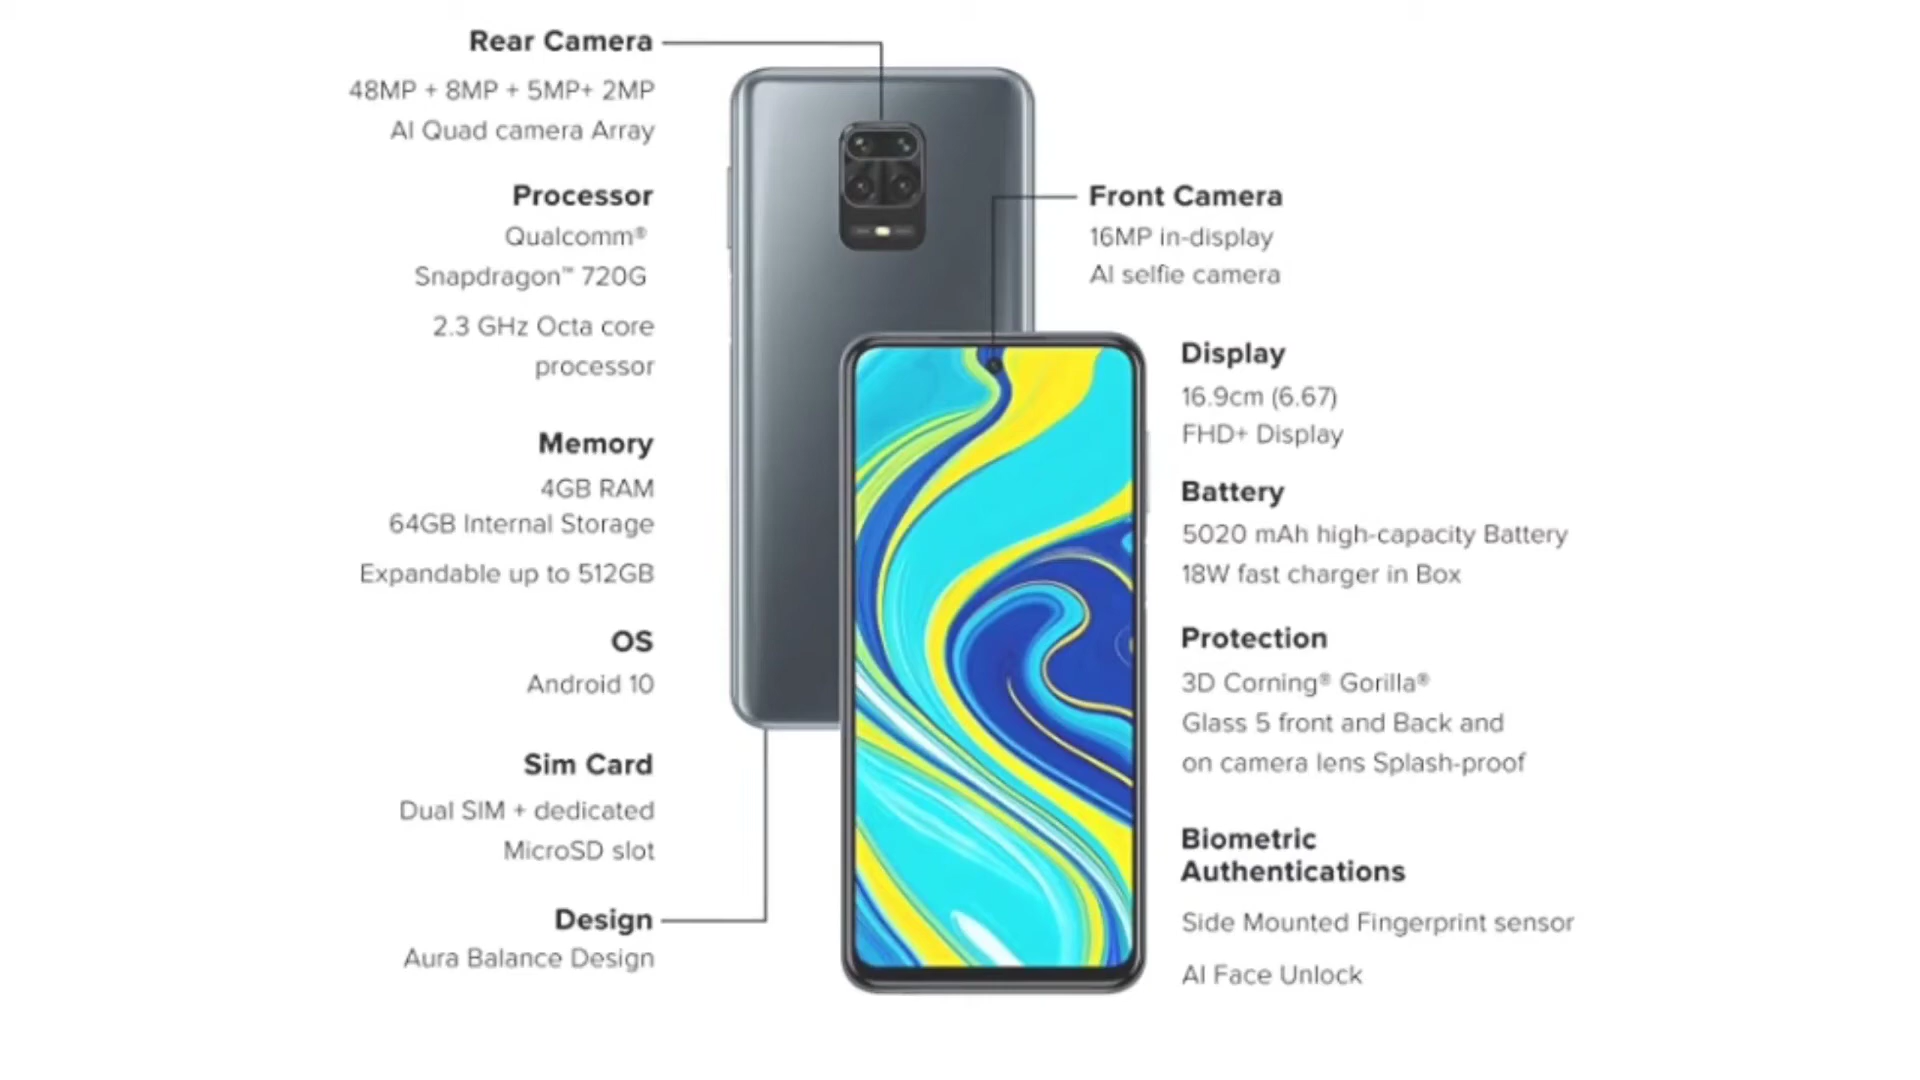 Rear Camera
48MP + 8MP + 5MP+ 2MP
AI Quad camera Array
Processor
Qualcomm®
Snapdragon™ 720G
2.3 GHz Octa core
processor
Memory
4GB RAM
64GB Internal Storage
Expandable up to 512GB
OS
Android 10
Sim Card
Dual SIM + dedicated
MicroSD slot
Design
Aura Balance Design
Front Camera
16MP in-display
AI selfie camera
Display
16.9cm (6.67)
FHD+ Display
Battery
5020 mAh high-capacity Battery
18W fast charger in Box
Protection
3D Corning® Gorilla®
Glass 5 front and Back and
on camera lens Splash-proof
Biometric
Authentications
Side Mounted Fingerprint sensor
AI Face Unlock